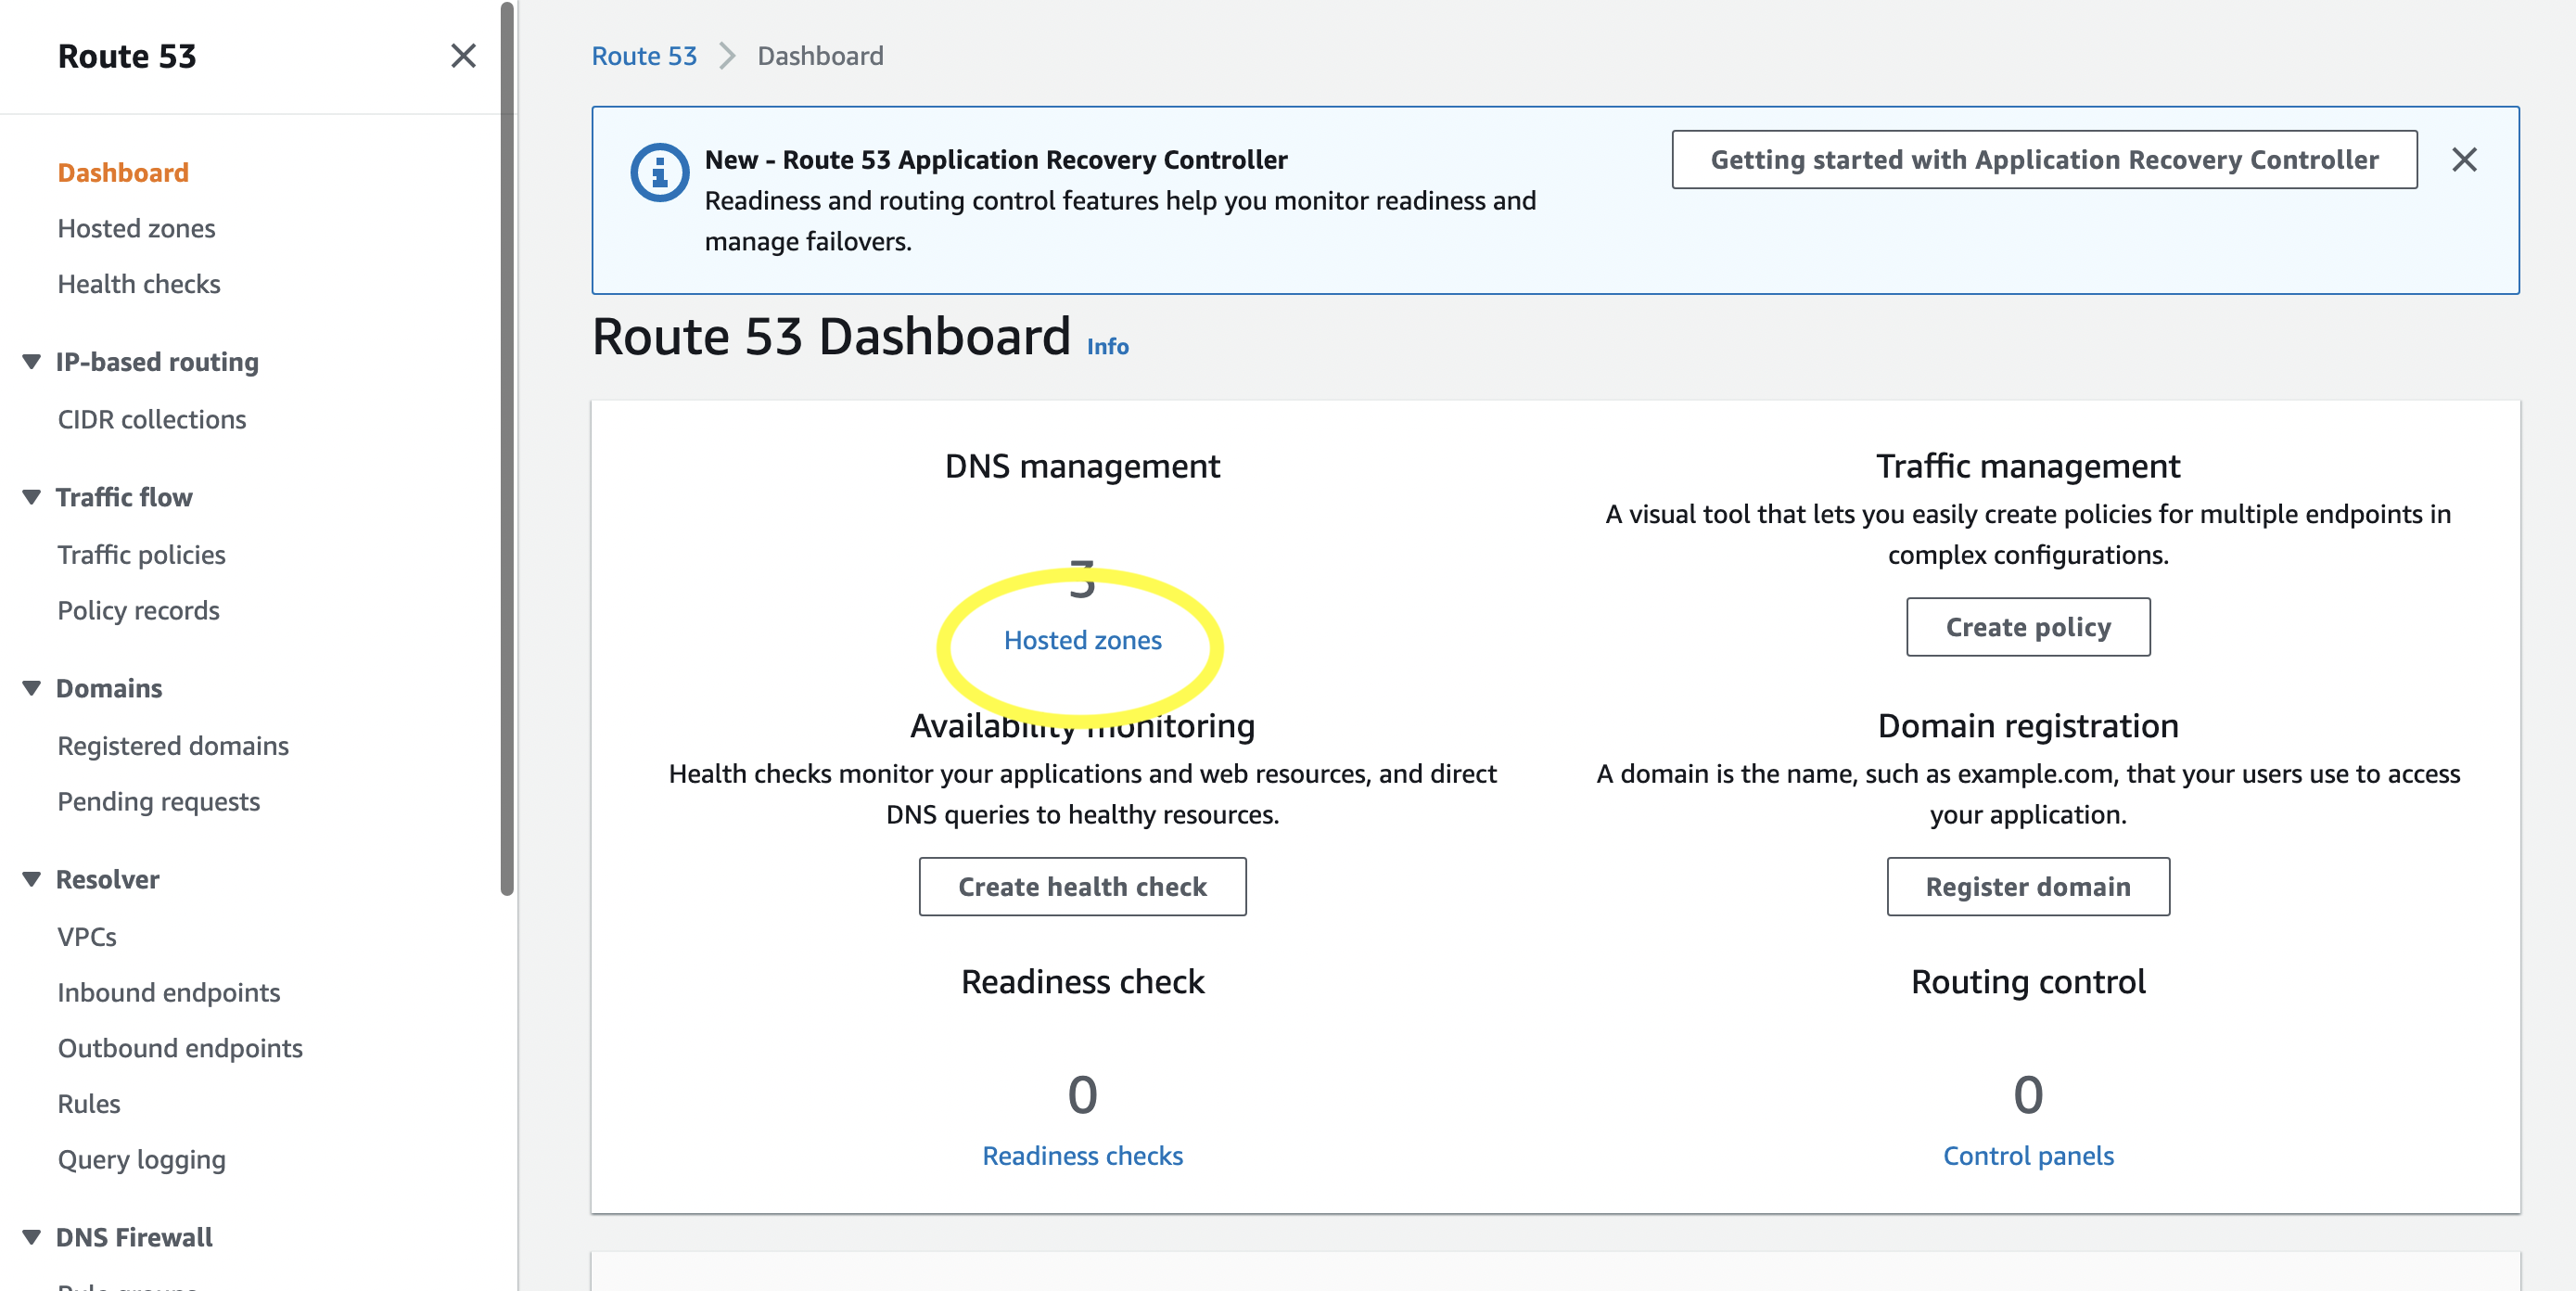 Route 53
Dashboard
Hosted zones
Health checks
IP-based routing
CIDR collections
Traffic flow
Traffic policies
Policy records
Domains
Registered domains
Pending requests
Resolver
VPCs
Inbound endpoints
Outbound endpoints
Rules
Query logging
DNS Firewall
Route 53 Dashboard
New - Route 53 Application Recovery Controller
Readiness and routing control features help you monitor readiness and
manage failovers.
Getting started with Application Recovery Controller
Route 53 Dashboard Info
DNS management
3
Hosted zones
Traffic management
A visual tool that lets you easily create policies for multiple endpoints in
complex configurations.
Create policy
Availability monitoring
Health checks monitor your applications and web resources, and direct
DNS queries to healthy resources.
Create health check
Domain registration
A domain is the name, such as example.com, that your users use to access
your application.
Register domain
Readiness check
0
Readiness checks
Routing control
0
Control panels